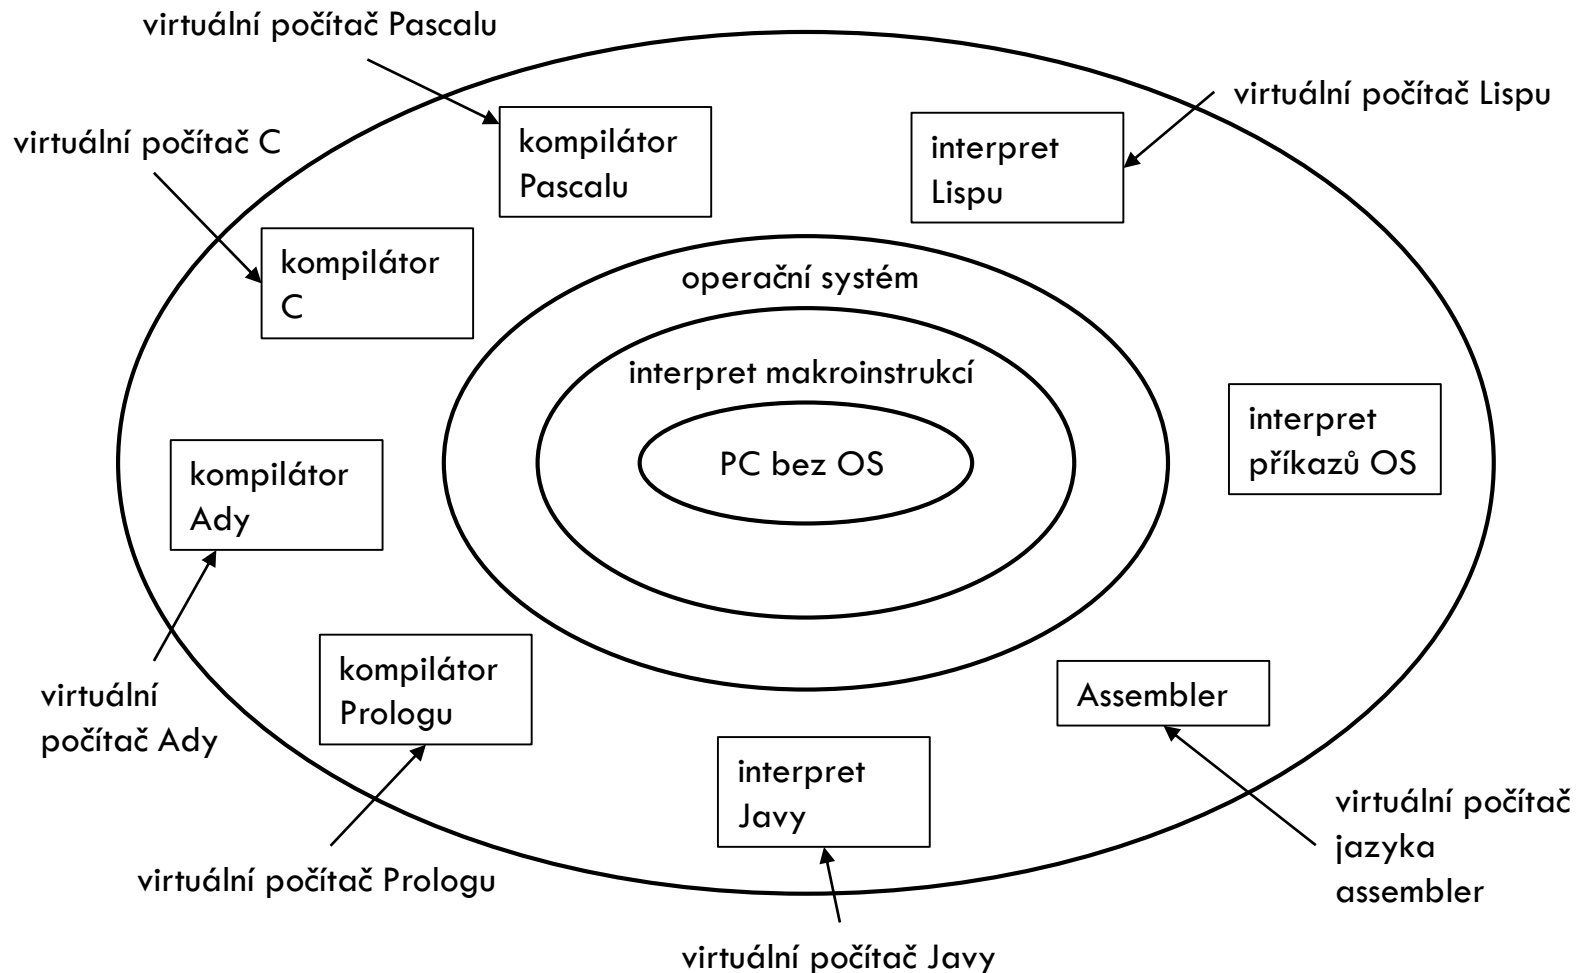 virtuální počítač Pascalu
virtuální počítač Lispu
virtuální počítač C
kompilátor
Pascalu
interpret
Lispu
kompilátor
C
operační systém
interpret makroinstrukcí
PC bez OS
interpret
příkazů OS
kompilátor
Ady
kompilátor
Prologu
Assembler
virtuální
počítač Ady
interpret
Javy
virtuální počítač
jazyka
assembler
virtuální počítač Prologu
virtuální počítač Javy